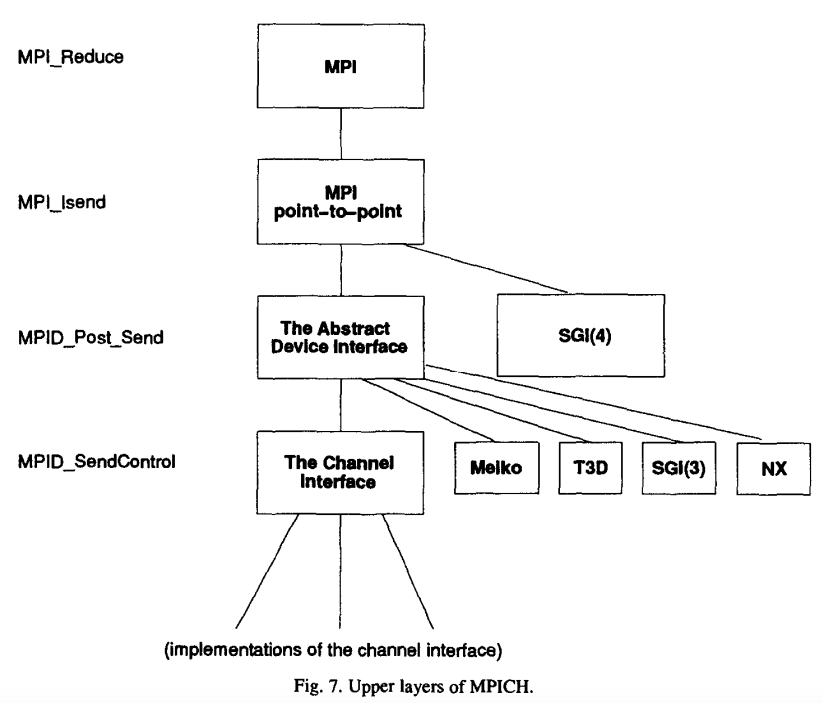 MPI_Reduce
MPI
MPI_Isend
MPI
point-to-point
MPID_Post_Send
The Abstract
Device Interface
SGI(4)
MPID_SendControl
The Channel
Interface
Meiko
T3D
SGI(3)
NX
(implementations of the channel interface)
Fig. 7. Upper layers of MPICH.